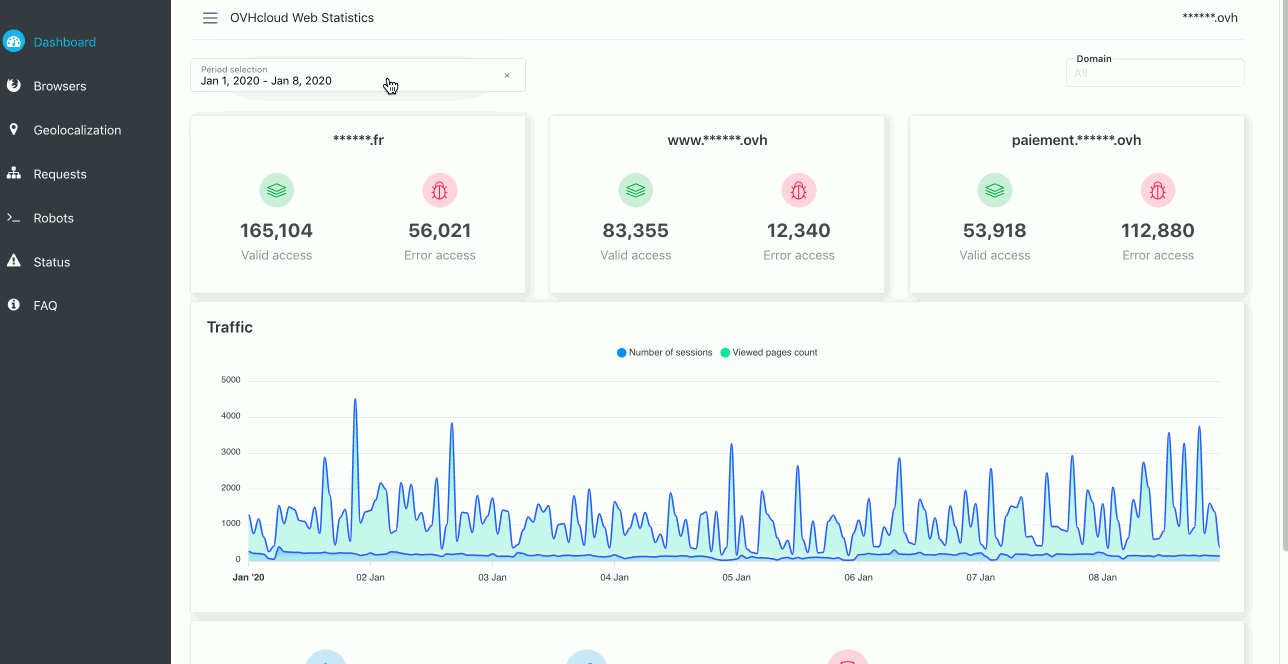 OVHcloud Web Statistics
******.ovh
Dashboard
Browsers
Geolocalization
Requests
Robots
Status
FAQ
Period selection
Jan 1, 2020 - Jan 8, 2020
×
Domain
All
******.fr
165,104
Valid access
56,021
Error access
www.******.ovh
83,355
Valid access
12,340
Error access
paiement.******.ovh
53,918
Valid access
112,880
Error access
Traffic
Number of sessions
Viewed pages count
5000
4000
3000
2000
1000
0
Jan '20
02 Jan
03 Jan
04 Jan
05 Jan
06 Jan
07 Jan
08 Jan